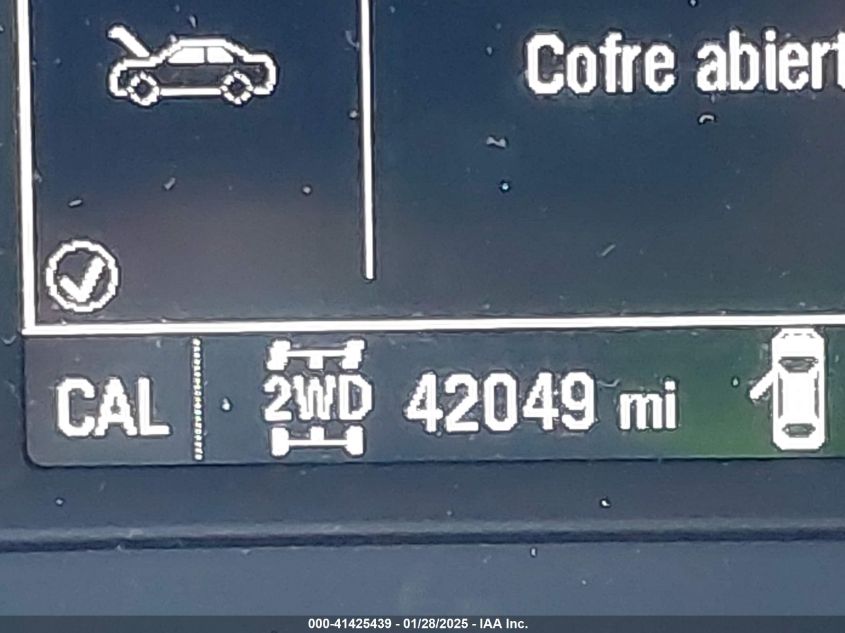 Cofre abiert
CAL 2WD 42049 mi
000-41425439 - 01/28/2025 - IAA Inc.